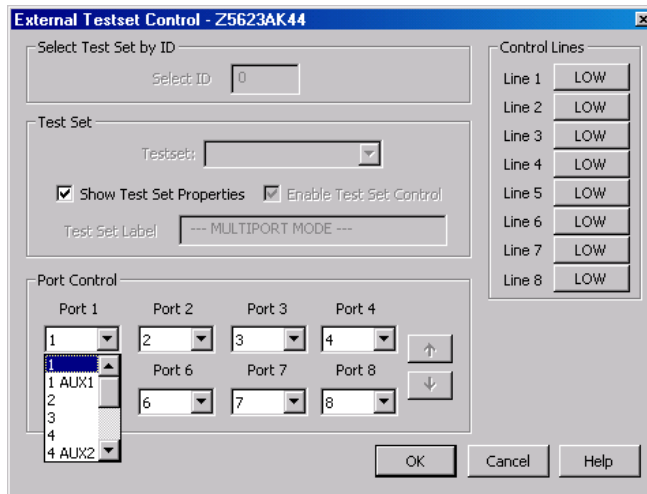 External Testset Control - Z5623AK44
Select Test Set by ID
Select ID 0
Test Set
Testset:
Show Test Set Properties Enable Test Set Control
Test Set Label --- MULTIPORT MODE ---
Port Control
Port 1 Port 2 Port 3 Port 4
1 2 3 4
1
1 AUX1
2
3
4
4 AUX2
Port 6 Port 7 Port 8
6 7 8
Control Lines
Line 1 LOW
Line 2 LOW
Line 3 LOW
Line 4 LOW
Line 5 LOW
Line 6 LOW
Line 7 LOW
Line 8 LOW
OK Cancel Help